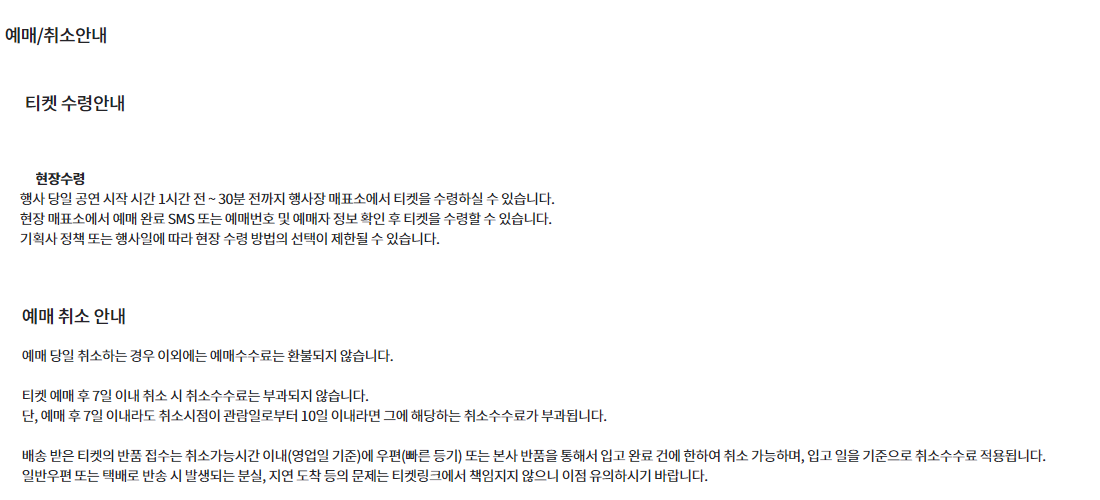 예매/취소안내
티켓 수령안내
현장수령
행사 당일 공연 시작 시간 1시간 전 ~ 30분 전까지 행사장 매표소에서 티켓을 수령하실 수 있습니다.
현장 매표소에서 예매 완료 SMS 또는 예매번호 및 예매자 정보 확인 후 티켓을 수령할 수 있습니다.
기획사 정책 또는 행사일에 따라 현장 수령 방법의 선택이 제한될 수 있습니다.
예매 취소 안내
예매 당일 취소하는 경우 이외에는 예매수수료는 환불되지 않습니다.
티켓 예매 후 7일 이내 취소 시 취소수수료는 부과되지 않습니다.
단, 예매 후 7일 이내라도 취소시점이 관람일로부터 10일 이내라면 그에 해당하는 취소수수료가 부과됩니다.
배송 받은 티켓의 반품 접수는 취소가능시간 이내(영업일 기준)에 우편(빠른 등기) 또는 본사 반품을 통해서 입고 완료 건에 한하여 취소 가능하며, 입고 일을 기준으로 취소수수료 적용됩니다.
일반우편 또는 택배로 반송 시 발생되는 분실, 지연 도착 등의 문제는 티켓링크에서 책임지지 않으니 이점 유의하시기 바랍니다.